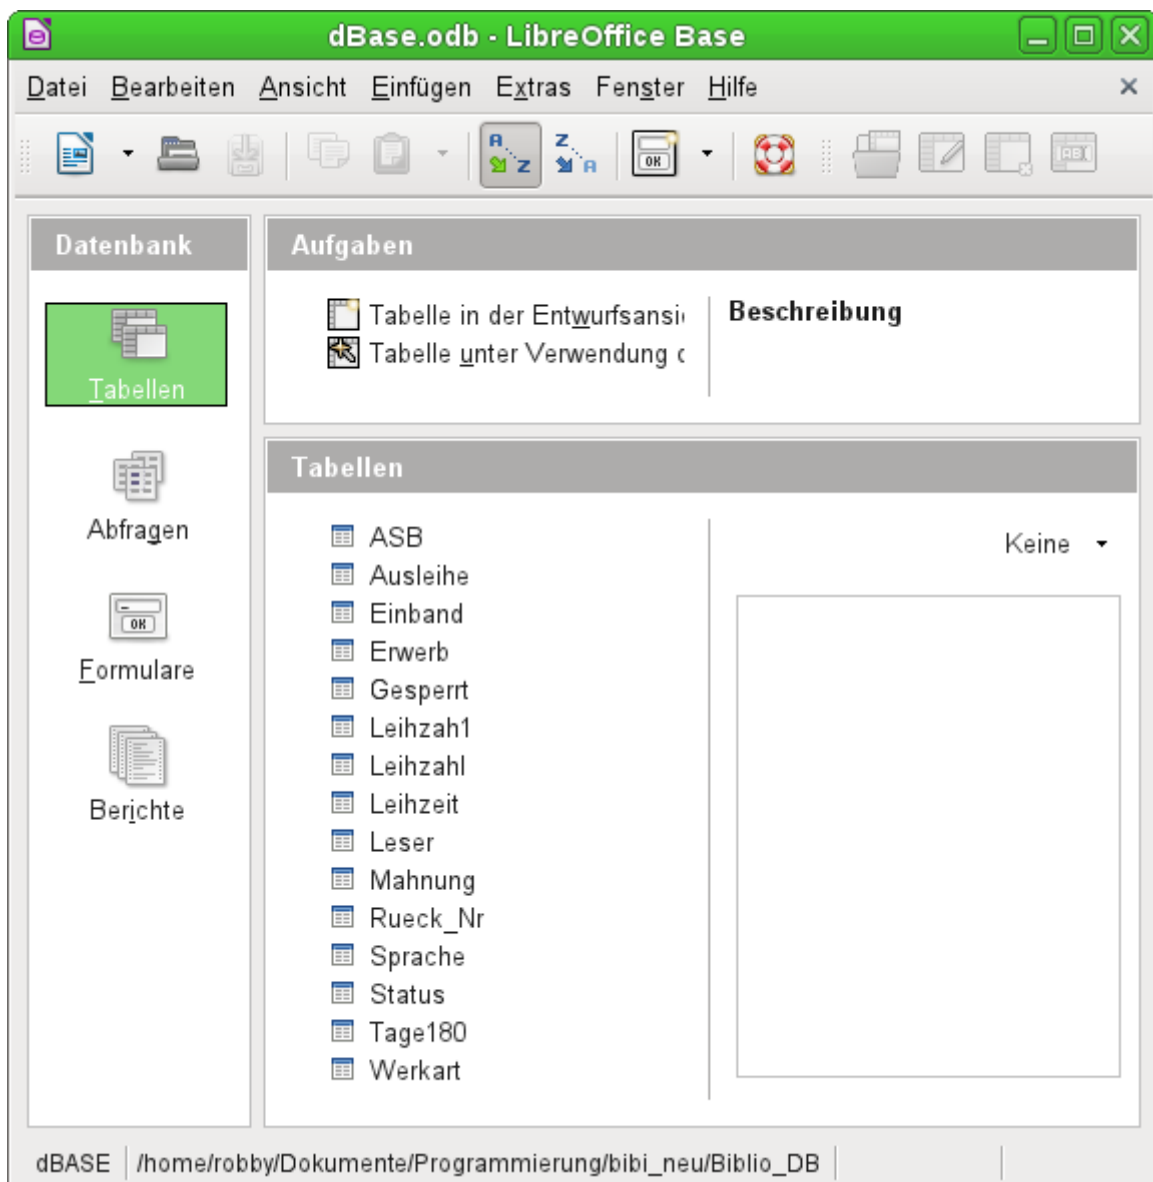 dBase.odb - LibreOffice Base
Datei Bearbeiten Ansicht Einfügen Extras Fenster Hilfe
Datenbank
Tabellen
Abfragen
Formulare
Berichte
Aufgaben
Tabelle in der Entwurfsansi
Tabelle unter Verwendung d
Beschreibung
Tabellen
ASB
Ausleihe
Einband
Erwerb
Gesperrt
Leihzah1
Leihzahl
Leihzeit
Leser
Mahnung
Rueck_Nr
Sprache
Status
Tage180
Werkart
Keine
dBASE /home/robby/Dokumente/Programmierung/bibi_neu/Biblio_DB